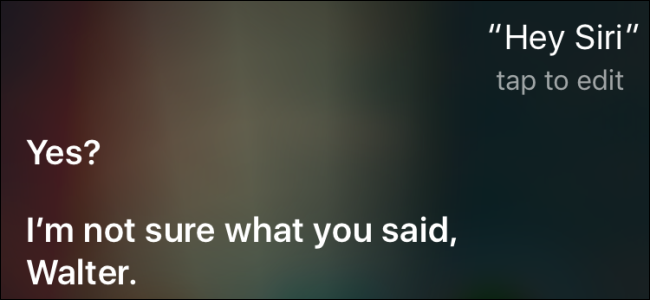 “Hey Siri”
tap to edit
Yes?
I’m not sure what you said,
Walter.